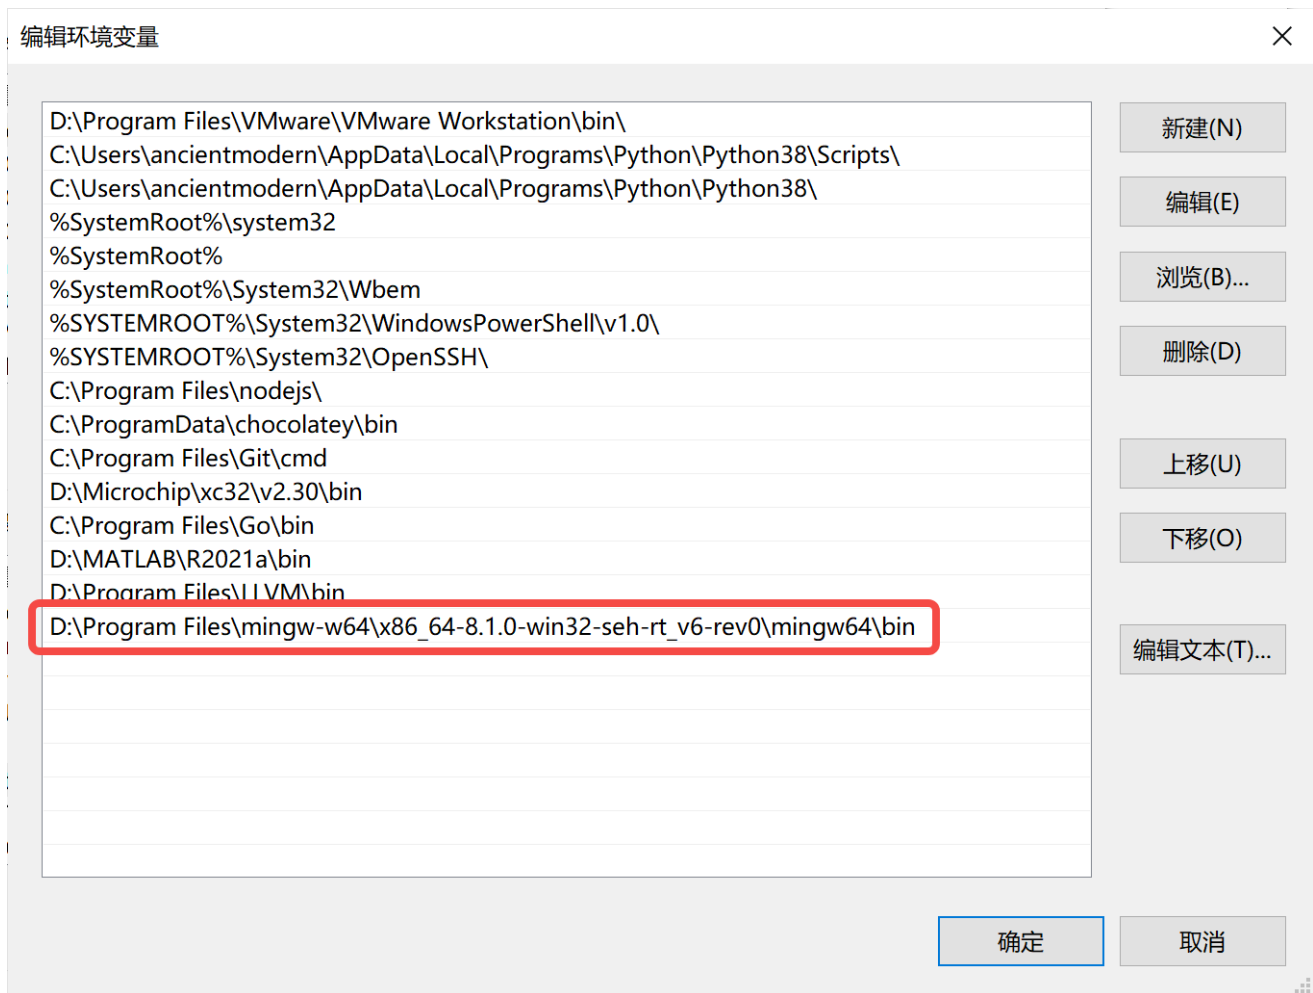 编辑环境变量
D:\Program Files\VMware\VMware Workstation\bin\
C:\Users\ancientmodern\AppData\Local\Programs\Python\Python38\Scripts\
C:\Users\ancientmodern\AppData\Local\Programs\Python\Python38\
%SystemRoot%\system32
%SystemRoot%
%SystemRoot%\System32\Wbem
%SYSTEMROOT%\System32\WindowsPowerShell\v1.0\
%SYSTEMROOT%\System32\OpenSSH\
C:\Program Files\nodejs\
C:\ProgramData\chocolatey\bin
C:\Program Files\Git\cmd
D:\Microchip\xc32\v2.30\bin
C:\Program Files\Go\bin
D:\MATLAB\R2021a\bin
D:\Program Files\LLVM\bin
D:\Program Files\mingw-w64\x86_64-8.1.0-win32-seh-rt_v6-rev0\mingw64\bin
新建(N)
编辑(E)
浏览(B)...
删除(D)
上移(U)
下移(O)
编辑文本(T)...
确定
取消